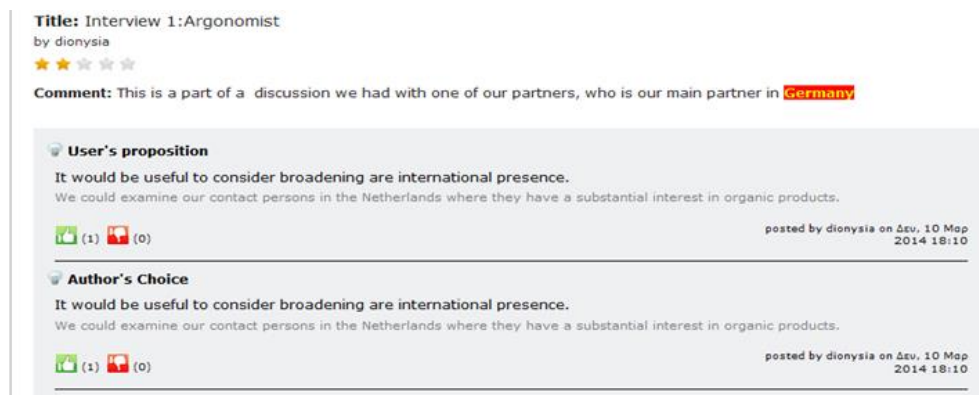 Title: Interview 1:Argonomist
by dionysia
Comment: This is a part of a discussion we had with one of our partners, who is our main partner in Germany
User's proposition
It would be useful to consider broadening are international presence.
We could examine our contact persons in the Netherlands where they have a substantial interest in organic products.
(1) (0)
posted by dionysia on Δευ, 10 Μαρ
2014 18:10
Author's Choice
It would be useful to consider broadening are international presence.
We could examine our contact persons in the Netherlands where they have a substantial interest in organic products.
(1) (0)
posted by dionysia on Δευ, 10 Μαρ
2014 18:10